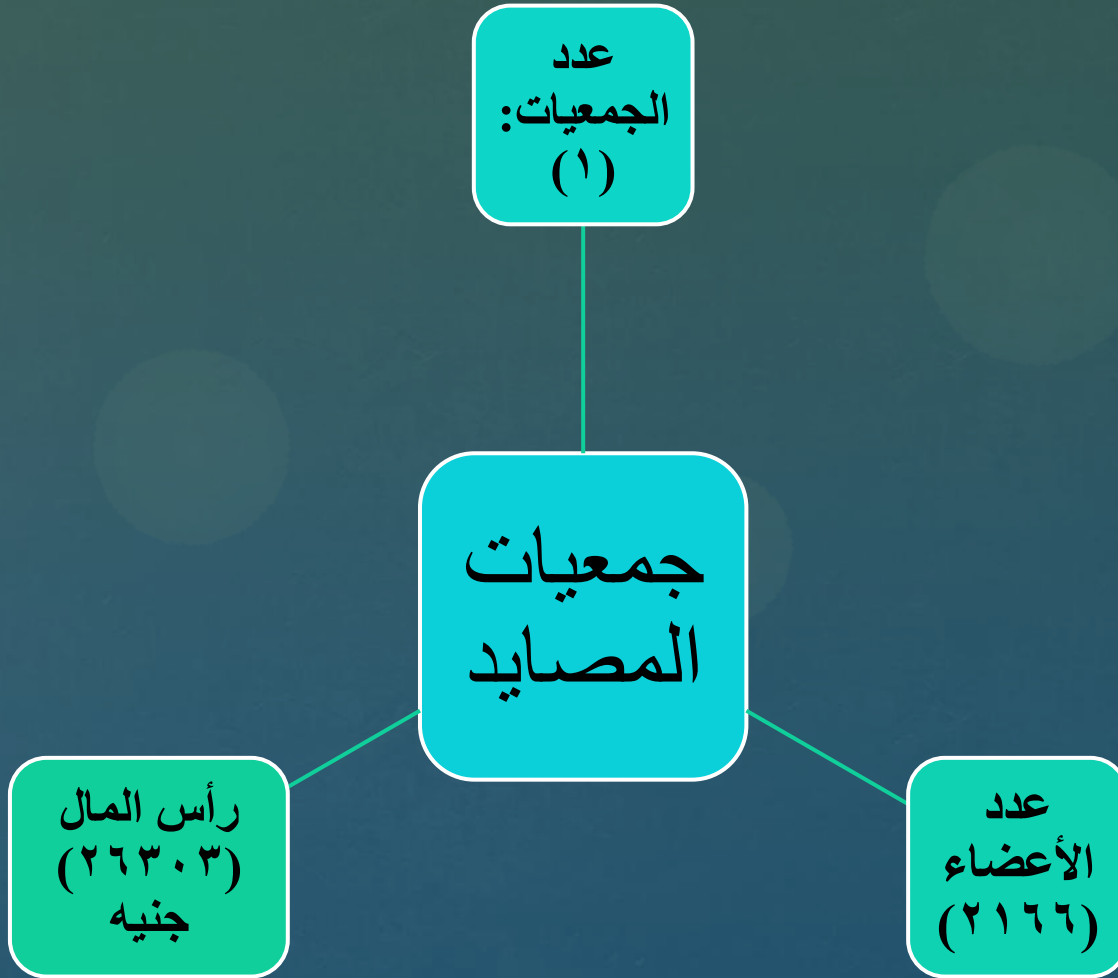 عدد
الجمعيات:
(١)
جمعيات
المصايد
عدد
الأعضاء
(٢١٦٦)
رأس المال
(٢٦٣٠٣)
جنيه